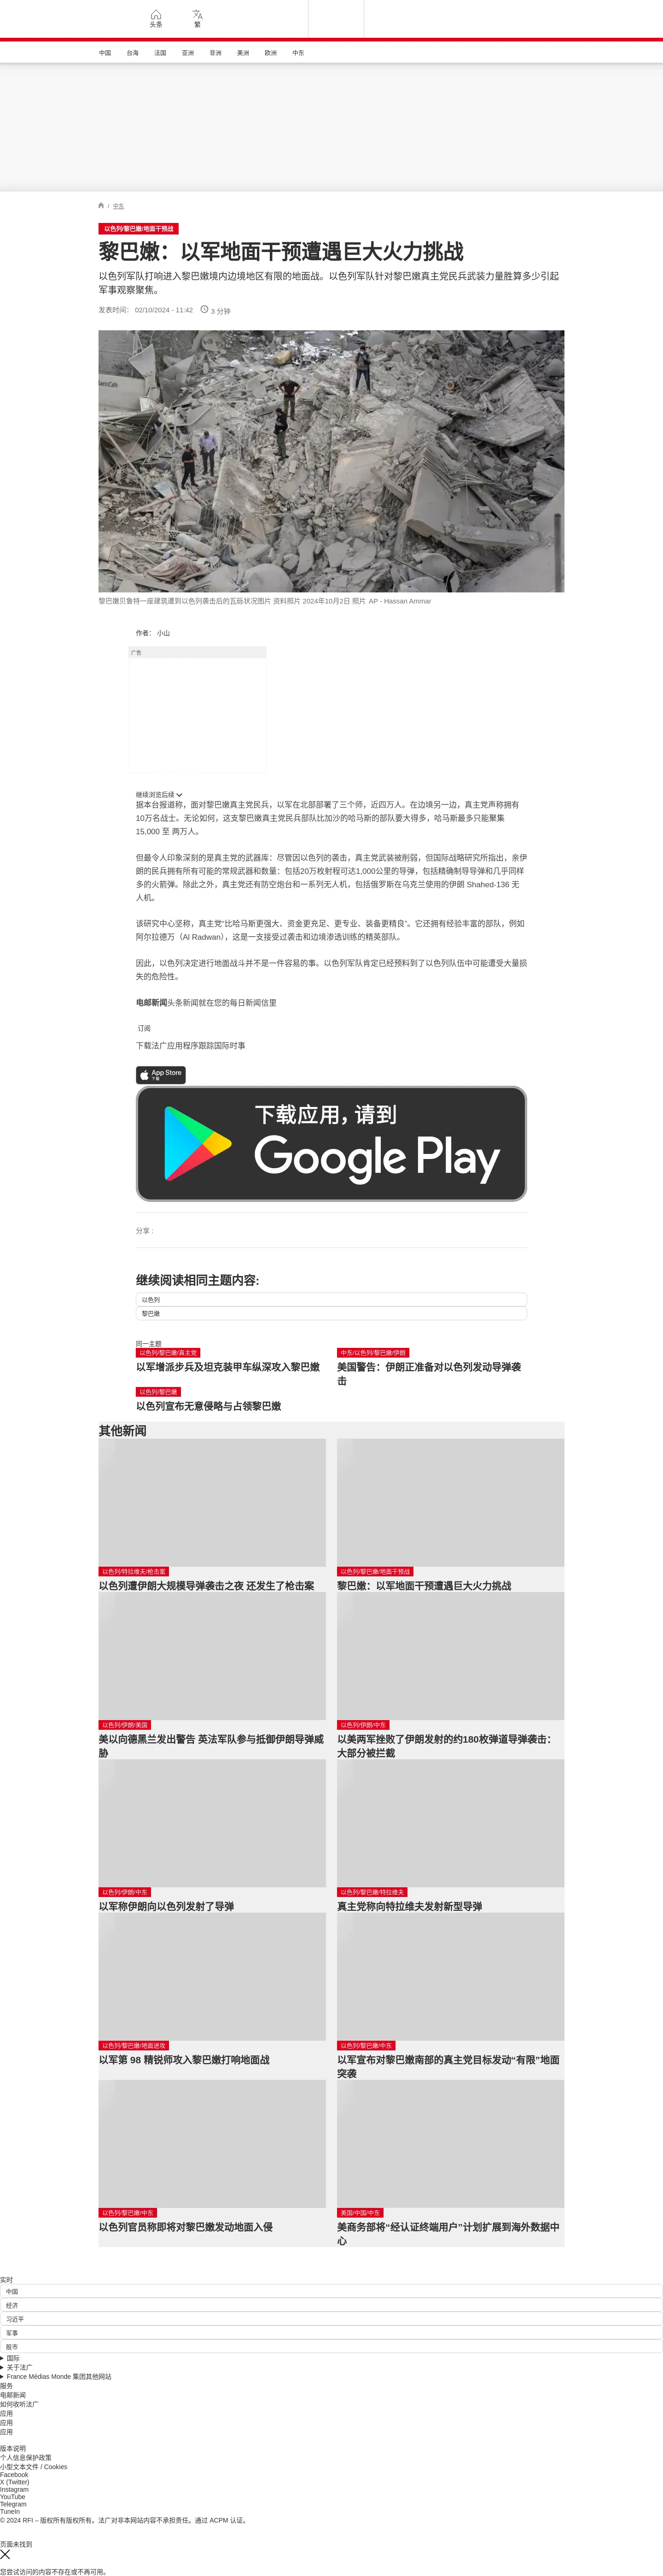 头条
繁
中国
台海
法国
亚洲
非洲
美洲
欧洲
中东
/ 中东
以色列/黎巴嫩/地面干预战
黎巴嫩：以军地面干预遭遇巨大火力挑战
以色列军队打响进入黎巴嫩境内边境地区有限的地面战。以色列军队针对黎巴嫩真主党民兵武装力量胜算多少引起
军事观察聚焦。
发表时间： 02/10/2024 - 11:42
3 分钟
黎巴嫩贝鲁特一座建筑遭到以色列袭击后的瓦砾状况图片 资料照片 2024年10月2日 照片 AP - Hassan Ammar
作者： 小山
广告
继续浏览后续
据本台报道称，面对黎巴嫩真主党民兵，以军在北部部署了三个师，近四万人。在边境另一边，真主党声称拥有
10万名战士。无论如何，这支黎巴嫩真主党民兵部队比加沙的哈马斯的部队要大得多，哈马斯最多只能聚集
15,000 至 两万人。
但最令人印象深刻的是真主党的武器库：尽管因以色列的袭击，真主党武装被削弱，但国际战略研究所指出，亲伊
朗的民兵拥有所有可能的常规武器和数量：包括20万枚射程可达1,000公里的导弹，包括精确制导导弹和几乎同样
多的火箭弹。除此之外，真主党还有防空炮台和一系列无人机，包括俄罗斯在乌克兰使用的伊朗 Shahed-136 无
人机。
该研究中心坚称，真主党“比哈马斯更强大、资金更充足、更专业、装备更精良”。它还拥有经验丰富的部队，例如
阿尔拉德万（Al Radwan），这是一支接受过袭击和边境渗透训练的精英部队。
因此，以色列决定进行地面战斗并不是一件容易的事。以色列军队肯定已经预料到了以色列队伍中可能遭受大量损
失的危险性。
电邮新闻头条新闻就在您的每日新闻信里
订阅
下载法广应用程序跟踪国际时事
App Store
下载
下载应用，请到
Google Play
分享 :
继续阅读相同主题内容:
以色列
黎巴嫩
同一主题
以色列/黎巴嫩/真主党
以军增派步兵及坦克装甲车纵深攻入黎巴嫩
中东/以色列/黎巴嫩/伊朗
美国警告：伊朗正准备对以色列发动导弹袭
击
以色列/黎巴嫩
以色列宣布无意侵略与占领黎巴嫩
其他新闻
以色列/特拉维夫/枪击案
以色列遭伊朗大规模导弹袭击之夜 还发生了枪击案
以色列/黎巴嫩/地面干预战
黎巴嫩：以军地面干预遭遇巨大火力挑战
以色列/伊朗/美国
美以向德黑兰发出警告 英法军队参与抵御伊朗导弹威
胁
以色列/伊朗/中东
以美两军挫败了伊朗发射的约180枚弹道导弹袭击：
大部分被拦截
以色列/伊朗/中东
以军称伊朗向以色列发射了导弹
以色列/黎巴嫩/特拉维夫
真主党称向特拉维夫发射新型导弹
以色列/黎巴嫩/地面进攻
以军第 98 精锐师攻入黎巴嫩打响地面战
以色列/黎巴嫩/中东
以军宣布对黎巴嫩南部的真主党目标发动“有限”地面
突袭
以色列/黎巴嫩/中东
以色列官员称即将对黎巴嫩发动地面入侵
美国/中国/中东
美商务部将“经认证终端用户”计划扩展到海外数据中
心
实时
中国
经济
习近平
军事
股市
国际
关于法广
France Médias Monde 集团其他网站
服务
电邮新闻
如何收听法广
应用
应用
应用
版本说明
个人信息保护政策
小型文本文件 / Cookies
Facebook
X (Twitter)
Instagram
YouTube
Telegram
TuneIn
© 2024 RFI – 版权所有版权所有。法广对非本网站内容不承担责任。通过 ACPM 认证。
页面未找到
您尝试访问的内容不存在或不再可用。